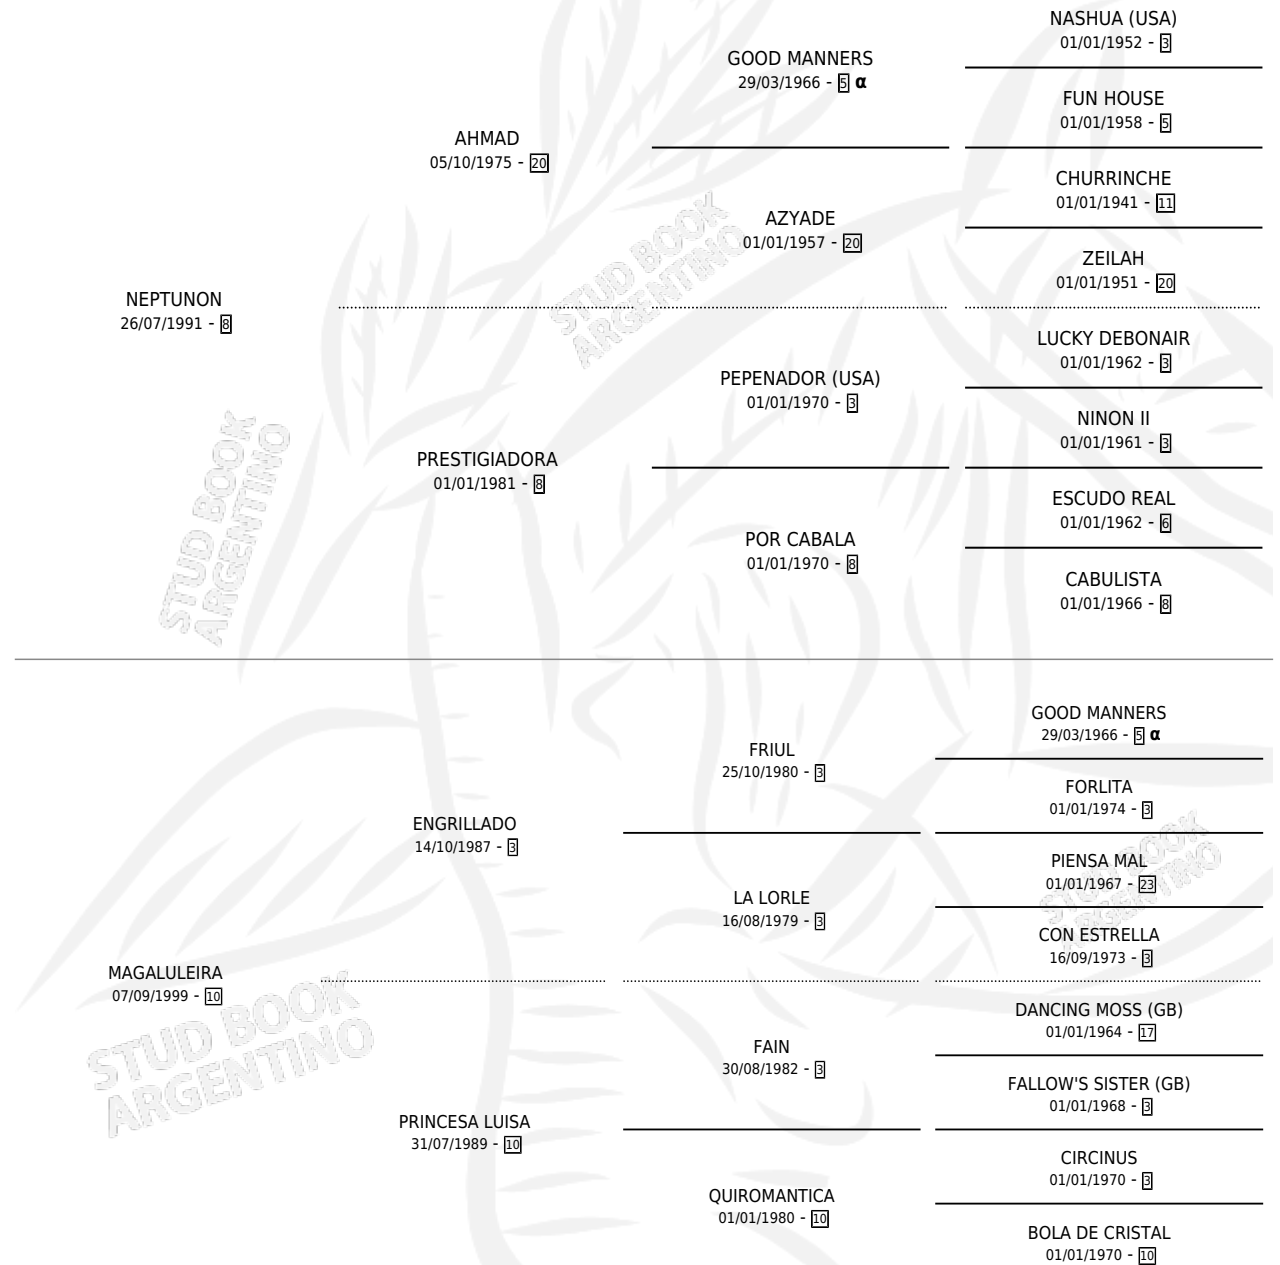 NASHUA (USA)
01/01/1952 - 3
GOOD MANNERS
29/03/1966 - 5 α
FUN HOUSE
01/01/1958 - 5
AHMAD
05/10/1975 - 20
CHURRINCHE
01/01/1941 - 11
AZYADE
01/01/1957 - 20
ZEILAH
01/01/1951 - 20
NEPTUNON
26/07/1991 - 8
LUCKY DEBONAIR
01/01/1962 - 3
PEPENADOR (USA)
01/01/1970 - 3
NINON II
01/01/1961 - 3
PRESTIGIADORA
01/01/1981 - 8
ESCUDO REAL
01/01/1962 - 6
POR CABALA
01/01/1970 - 8
CABULISTA
01/01/1966 - 8
STUD BOOK
ARGENTINO
STUD BOOK
ARGENTINO
GOOD MANNERS
29/03/1966 - 5 α
FRIUL
25/10/1980 - 3
FORLITA
01/01/1974 - 3
ENGRILLADO
14/10/1987 - 3
PIENSA MAL
01/01/1967 - 23
LA LORLE
16/08/1979 - 3
CON ESTRELLA
16/09/1973 - 3
MAGALULEIRA
07/09/1999 - 10
DANCING MOSS (GB)
01/01/1964 - 17
FAIN
30/08/1982 - 3
FALLOW'S SISTER (GB)
01/01/1968 - 3
PRINCESA LUISA
31/07/1989 - 10
CIRCINUS
01/01/1970 - 3
QUIROMANTICA
01/01/1980 - 10
BOLA DE CRISTAL
01/01/1970 - 10
STUD BOOK
ARGENTINO
STUD BOOK
ARGENTINO